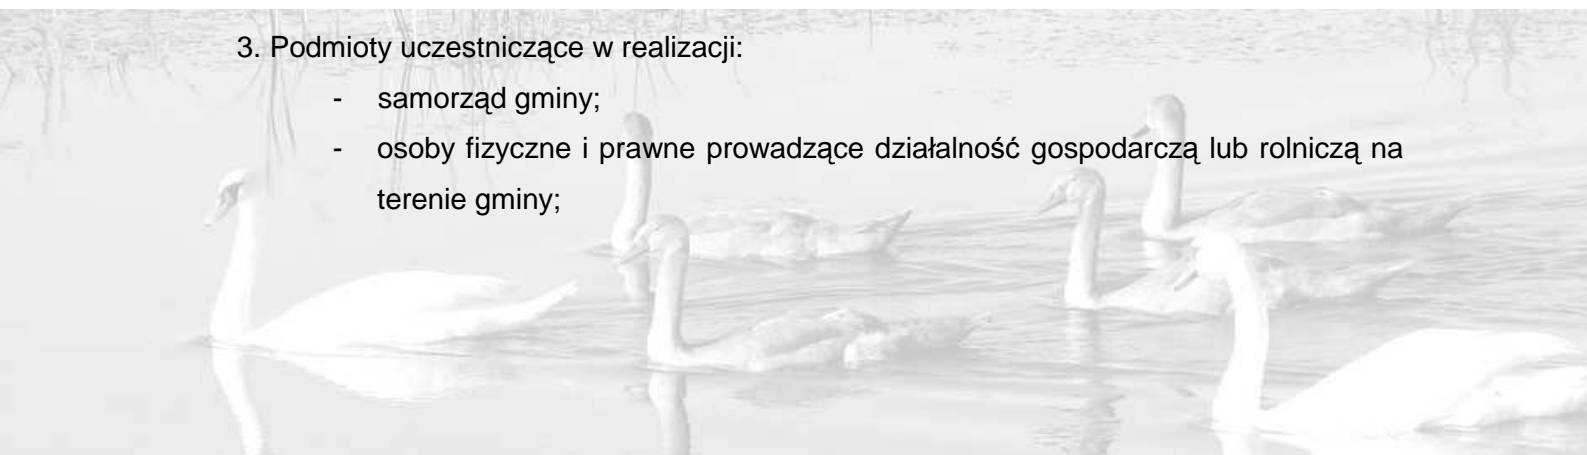 3. Podmioty uczestniczące w realizacji:
- samorząd gminy;
- osoby fizyczne i prawne prowadzące działalność gospodarczą lub rolniczą na
terenie gminy;